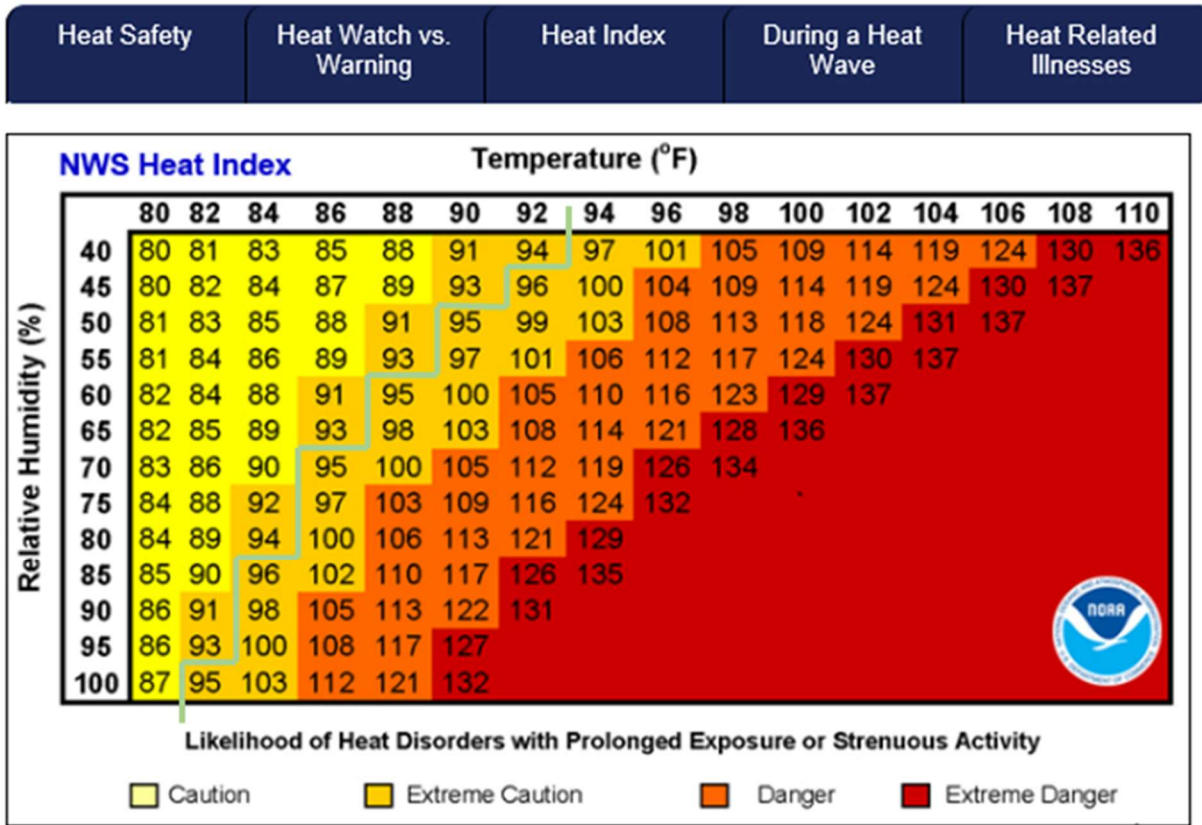 Heat Safety
Heat Watch vs.
Warning
Heat Index
During a Heat
Wave
Heat Related
Illnesses
NWS Heat Index
Temperature (°F)
80 82 84 86 88 90 92 94 96 98 100 102 104 106 108 110
Relative Humidity (%)
40 80 81 83 85 88 91 94 97 101 105 109 114 119 124 130 136
45 80 82 84 87 89 93 96 100 104 109 114 119 124 130 137
50 81 83 85 88 91 95 99 103 108 113 118 124 131 137
55 81 84 86 89 93 97 101 106 112 117 124 130 137
60 82 84 88 91 95 100 105 110 116 123 129 137
65 82 85 89 93 98 103 108 114 121 128 136
70 83 86 90 95 100 105 112 119 126 134
75 84 88 92 97 103 109 116 124 132
80 84 89 94 100 106 113 121 129
85 85 90 96 102 110 117 126 135
90 86 91 98 105 113 122 131
95 86 93 100 108 117 127
100 87 95 103 112 121 132
NOAA
Likelihood of Heat Disorders with Prolonged Exposure or Strenuous Activity
Caution
Extreme Caution
Danger
Extreme Danger